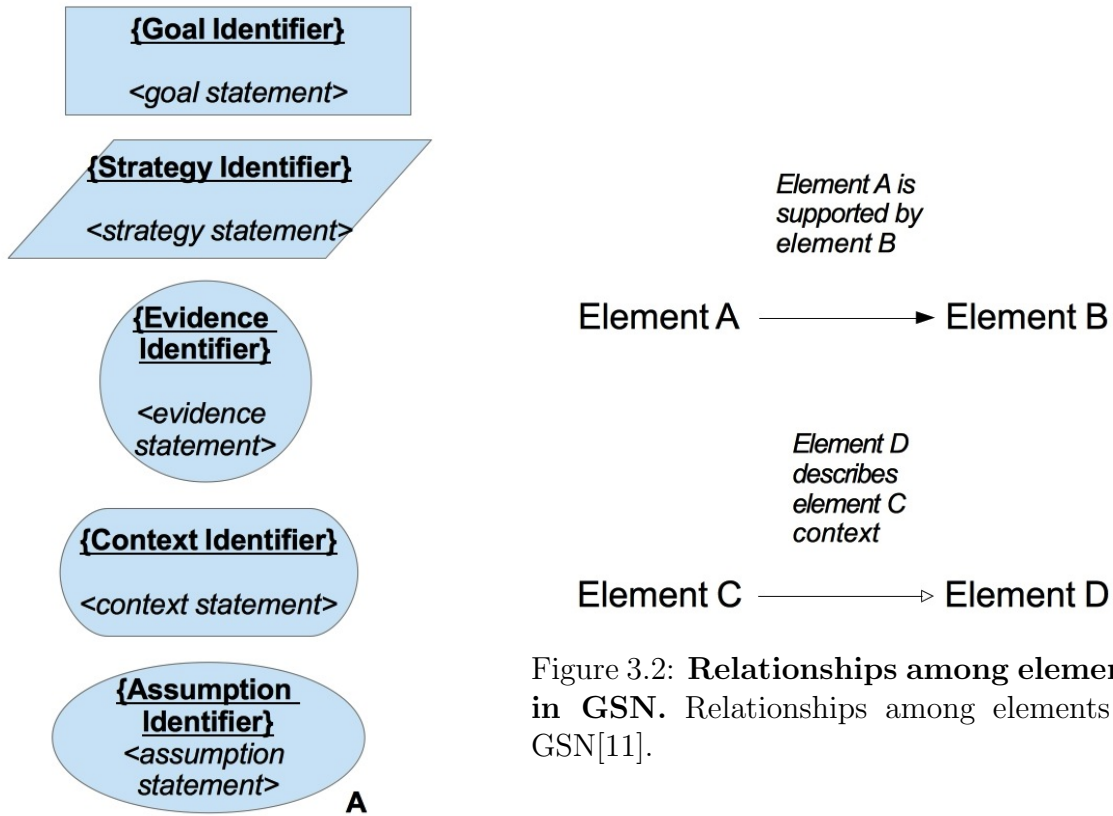 {Goal Identifier}
<goal statement>
{Strategy Identifier}
<strategy statement>
{Evidence
Identifier}
<evidence
statement>
{Context Identifier}
<context statement>
{Assumption
Identifier}
<assumption
statement>
A
Element A is
supported by
element B
Element A
Element B
Element D
describes
element C
context
Element C
Element D
Figure 3.2: Relationships among elemen
in GSN. Relationships among elements
GSN[11].